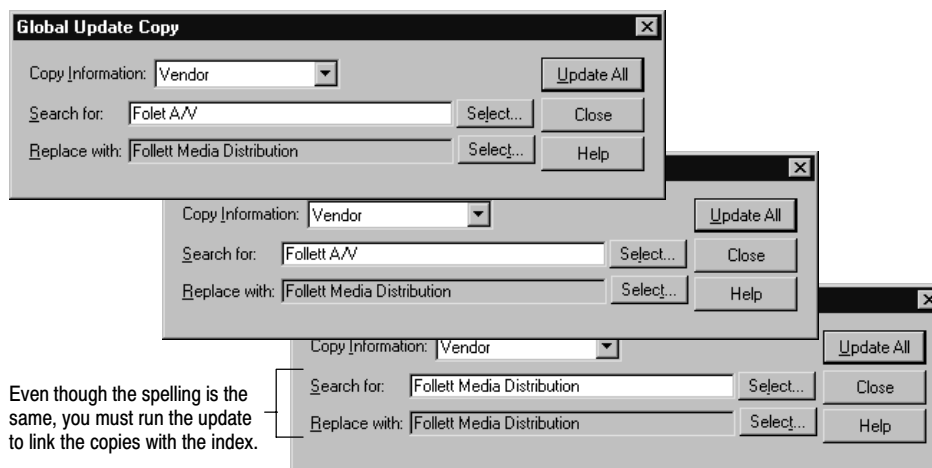 Global Update Copy
Copy Information: Vendor
Update All
Search for: Folet A/V
Select...
Close
Replace with: Follett Media Distribution
Select...
Help
Copy Information: Vendor
Update All
Search for: Follett A/V
Select...
Close
Replace with: Follett Media Distribution
Select...
Help
Copy Information: Vendor
Update All
Search for: Follett Media Distribution
Select...
Close
Replace with: Follett Media Distribution
Select...
Help
Even though the spelling is the
same, you must run the update
to link the copies with the index.